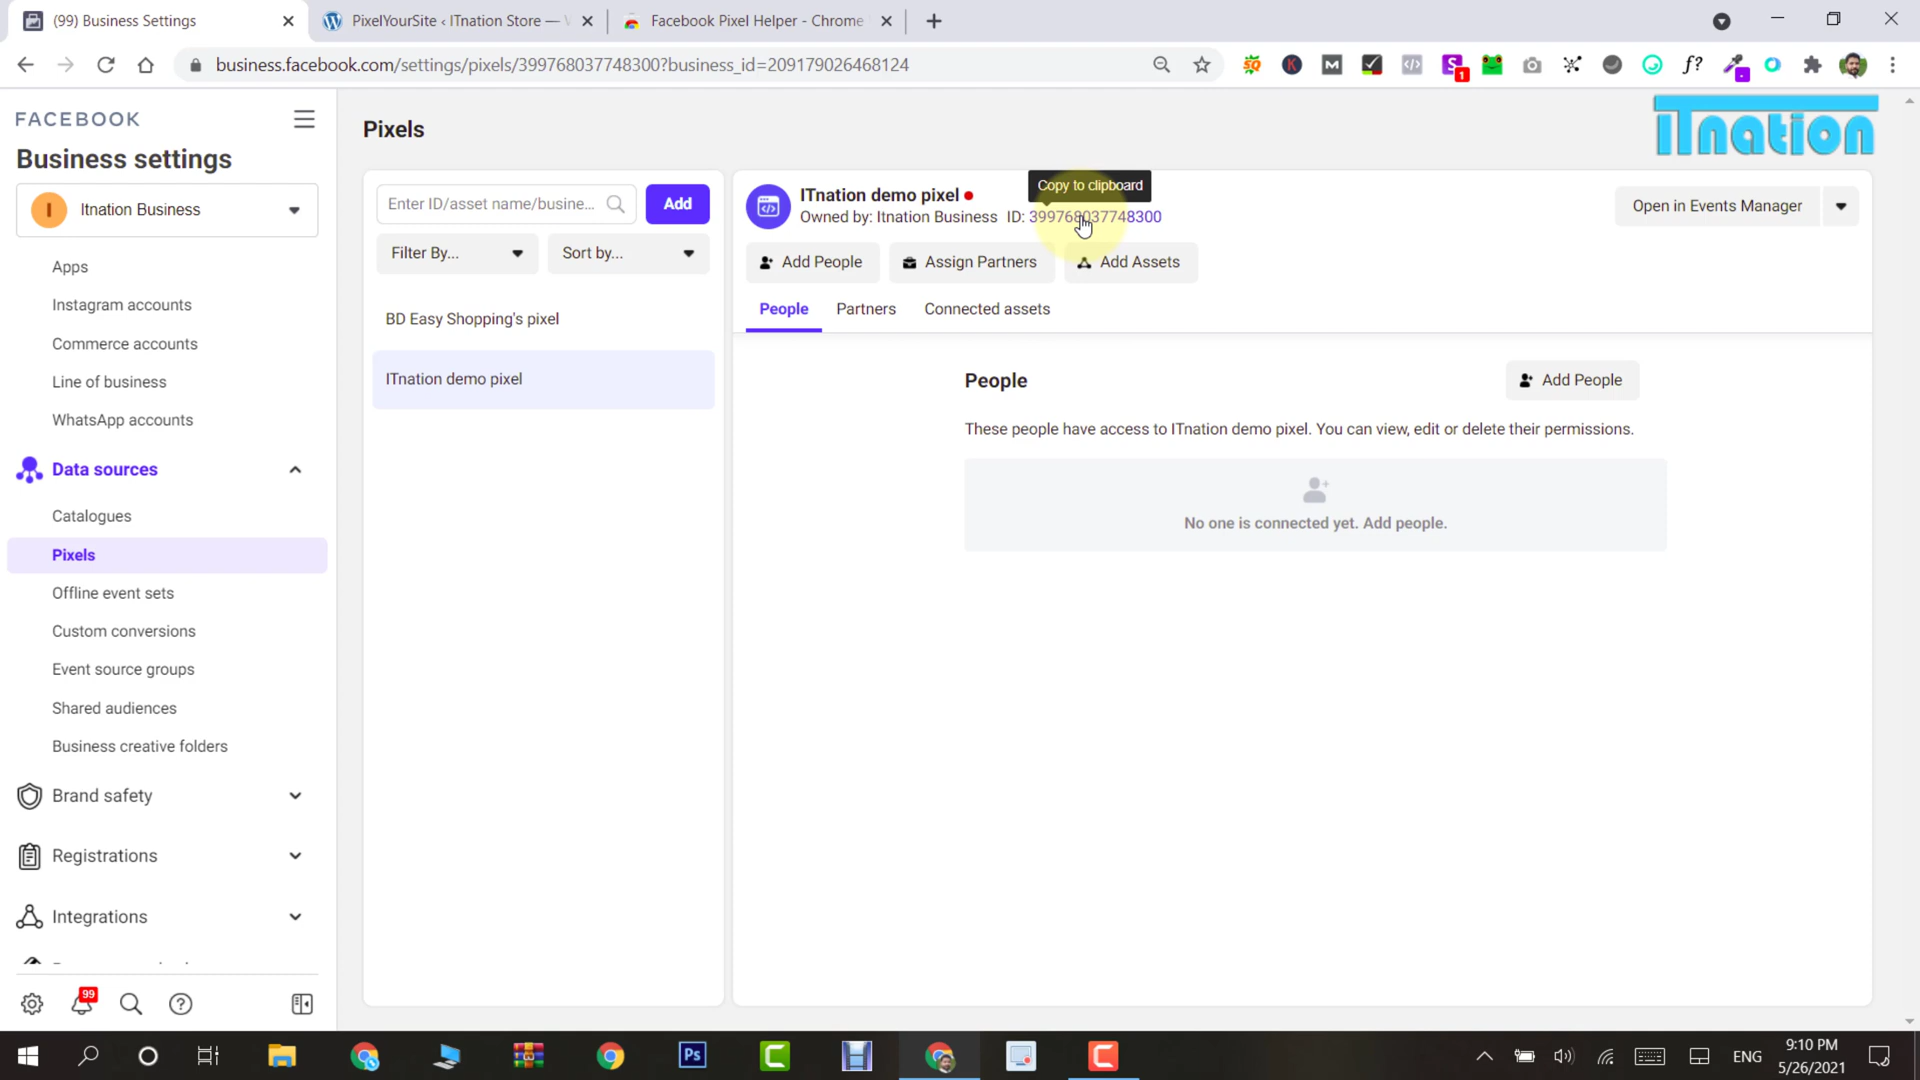 (99) Business Settings
PixelYourSite ‹ ITnation Store —
Facebook Pixel Helper - Chrome
business.facebook.com/settings/pixels/399768037748300?business_id=209179026468124
FACEBOOK
Business settings
I Itnation Business
Apps
Instagram accounts
Commerce accounts
Line of business
WhatsApp accounts
Data sources
Catalogues
Pixels
Offline event sets
Custom conversions
Event source groups
Shared audiences
Business creative folders
Brand safety
Registrations
Integrations
99
Pixels
ITnation
Enter ID/asset name/busine...
Add
Filter By...
Sort by...
BD Easy Shopping's pixel
ITnation demo pixel
ITnation demo pixel
Copy to clipboard
Owned by: Itnation Business ID: 399768037748300
Open in Events Manager
Add People
Assign Partners
Add Assets
People
Partners
Connected assets
People
Add People
These people have access to ITnation demo pixel. You can view, edit or delete their permissions.
No one is connected yet. Add people.
Ps
ENG
9:10 PM
5/26/2021